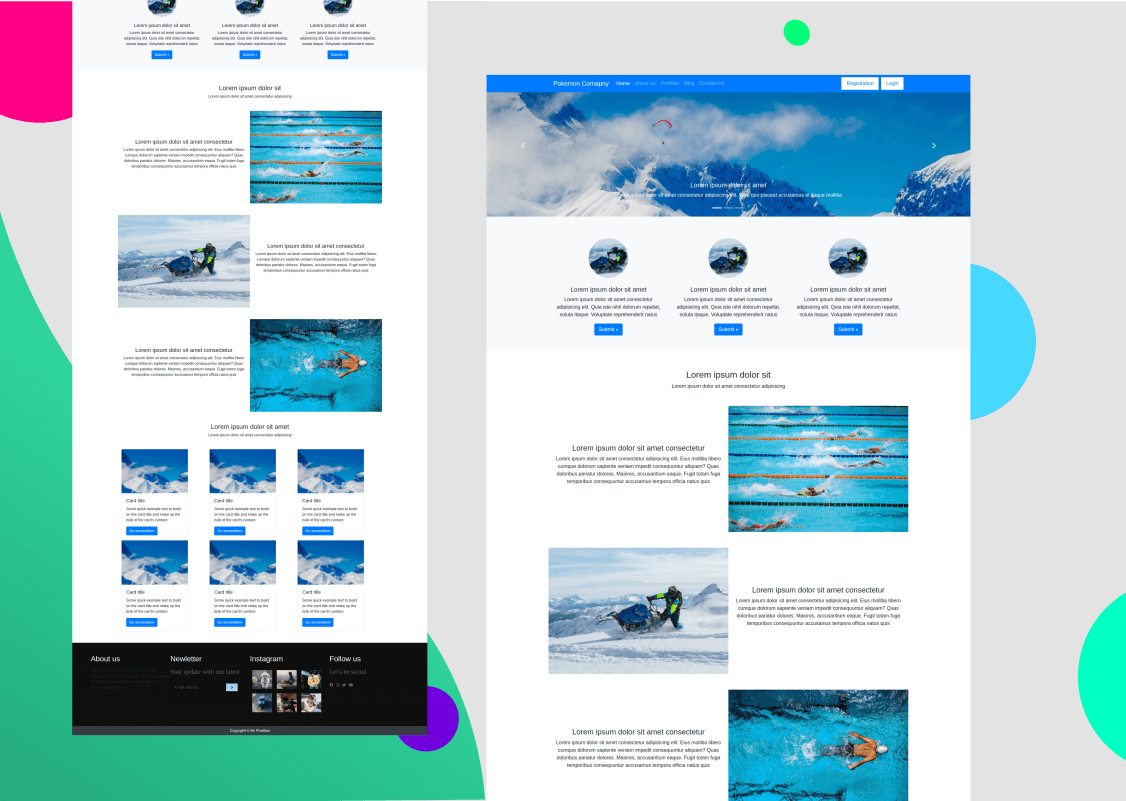 Lorem ipsum dolor sit amet
Lorem ipsum dolor sit amet consectetur
adipisicing elit. Quia iste nihil dolorum repellat,
soluta itaque. Voluptate reprehenderit natus
Submit »
Lorem ipsum dolor sit amet
Lorem ipsum dolor sit amet consectetur
adipisicing elit. Quia iste nihil dolorum repellat,
soluta itaque. Voluptate reprehenderit natus
Submit »
Lorem ipsum dolor sit amet
Lorem ipsum dolor sit amet consectetur
adipisicing elit. Quia iste nihil dolorum repellat,
soluta itaque. Voluptate reprehenderit natus
Submit »
Lorem ipsum dolor sit
Lorem ipsum dolor sit amet consectetur adipisicing
Lorem ipsum dolor sit amet consectetur
Lorem ipsum dolor sit amet consectetur adipisicing elit. Eius mollitia libero
cumque dolorum sapiente veniam impedit consequuntur aliquam? Quas
doloribus pariatur dolores. Maiores, accusantium eaque. Fugit totam fuga
temporibus consequuntur accusamus tempora officia natus quis
Lorem ipsum dolor sit amet consectetur
Lorem ipsum dolor sit amet consectetur adipisicing elit. Eius mollitia libero
cumque dolorum sapiente veniam impedit consequuntur aliquam? Quas
doloribus pariatur dolores. Maiores, accusantium eaque. Fugit totam fuga
temporibus consequuntur accusamus tempora officia natus quis
Lorem ipsum dolor sit amet consectetur
Lorem ipsum dolor sit amet consectetur adipisicing elit. Eius mollitia libero
cumque dolorum sapiente veniam impedit consequuntur aliquam? Quas
doloribus pariatur dolores. Maiores, accusantium eaque. Fugit totam fuga
temporibus consequuntur accusamus tempora officia natus quis
Lorem ipsum dolor sit amet
Lorem ipsum dolor sit amet consectetur adipisicing
Card title
Some quick example text to build
on the card title and make up the
bulk of the card's content.
Go somewhere
Card title
Some quick example text to build
on the card title and make up the
bulk of the card's content.
Go somewhere
Card title
Some quick example text to build
on the card title and make up the
bulk of the card's content.
Go somewhere
Card title
Some quick example text to build
on the card title and make up the
bulk of the card's content.
Go somewhere
Card title
Some quick example text to build
on the card title and make up the
bulk of the card's content.
Go somewhere
Card title
Some quick example text to build
on the card title and make up the
bulk of the card's content.
Go somewhere
About us
Newletter
Stay update with our latest
Instagram
Follow us
Let's be social
Copyright © Mr Prodhan
Pokemon Comapny Home About Us Portfolio Blog Contact Us Registration Login
Lorem ipsum dolor sit amet
ipsum dolor sit amet consectetur adipisicing elit. quo placeat accusamus at itaque mollitia
Lorem ipsum dolor sit amet
Lorem ipsum dolor sit amet consectetur
adipisicing elit. Quia iste nihil dolorum repellat,
soluta itaque. Voluptate reprehenderit natus
Submit »
Lorem ipsum dolor sit amet
Lorem ipsum dolor sit amet consectetur
adipisicing elit. Quia iste nihil dolorum repellat,
soluta itaque. Voluptate reprehenderit natus
Submit »
Lorem ipsum dolor sit amet
Lorem ipsum dolor sit amet consectetur
adipisicing elit. Quia iste nihil dolorum repellat,
soluta itaque. Voluptate reprehenderit natus
Submit »
Lorem ipsum dolor sit
Lorem ipsum dolor sit amet consectetur adipisicing
Lorem ipsum dolor sit amet consectetur
Lorem ipsum dolor sit amet consectetur adipisicing elit. Eius mollitia libero
cumque dolorum sapiente veniam impedit consequuntur aliquam? Quas
doloribus pariatur dolores. Maiores, accusantium eaque. Fugit totam fuga
temporibus consequuntur accusamus tempora officia natus quis
Lorem ipsum dolor sit amet consectetur
Lorem ipsum dolor sit amet consectetur adipisicing elit. Eius mollitia libero
cumque dolorum sapiente veniam impedit consequuntur aliquam? Quas
doloribus pariatur dolores. Maiores, accusantium eaque. Fugit totam fuga
temporibus consequuntur accusamus tempora officia natus quis
Lorem ipsum dolor sit amet consectetur
Lorem ipsum dolor sit amet consectetur adipisicing elit. Eius mollitia libero
cumque dolorum sapiente veniam impedit consequuntur aliquam? Quas
doloribus pariatur dolores. Maiores, accusantium eaque. Fugit totam fuga
temporibus consequuntur accusamus tempora officia natus quis